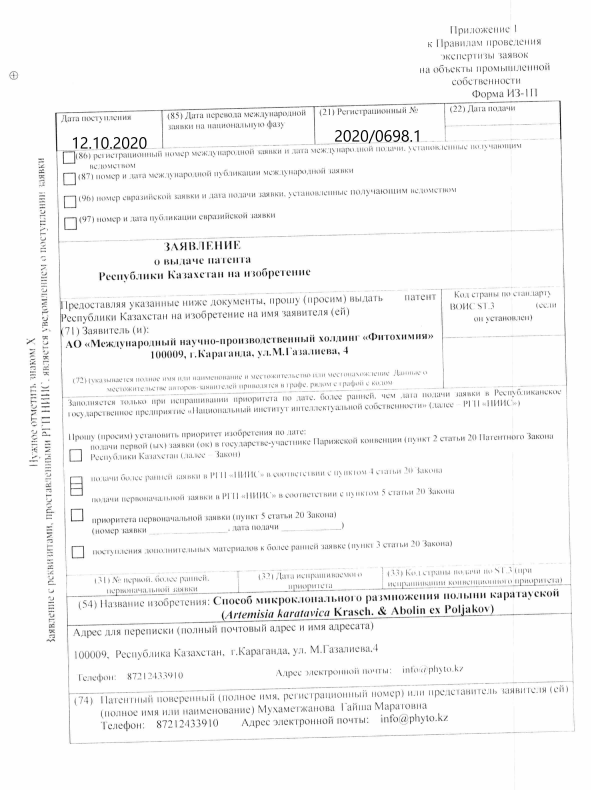 Приложение 1
к Правилам проведения
экспертизы заявок
на объекты промышленной
собственности
Форма ИЗ-1П
Дата поступления
(85) Дата перевода международной
заявки на национальную фазу
(21) Регистрационный №
(22) Дата подачи
12.10.2020
2020/0698.1
(86) регистрационный номер международной заявки и дата международной подачи, установленные получающим
ведомством
(87) номер и дата международной публикации международной заявки
(96) номер евразийской заявки и дата подачи заявки, установленные получающим ведомством
(97) номер и дата публикации евразийской заявки
ЗАЯВЛЕНИЕ
о выдаче патента
Республики Казахстан на изобретение
Предоставляя указанные ниже документы, прошу (просим) выдать патент
Республики Казахстан на изобретение на имя заявителя (ей)
(71) Заявитель (и):
АО «Международный научно-производственный холдинг «Фитохимия»
100009, г.Караганда, ул.М.Газалиева, 4
(72) (указывается полное имя или наименование и местожительство или местонахождение. Данные о
местожительстве авторов-заявителей приводятся в графе, рядом с графой с кодом
Код страны по стандарту
ВОИС ST.3 (если
он установлен)
Заполняется только при испрашивании приоритета по дате, более ранней, чем дата подачи заявки в Республиканское
государственное предприятие «Национальный институт интеллектуальной собственности» (далее – РГП «НИИС»)
Прошу (просим) установить приоритет изобретения по дате:
подачи первой (ых) заявки (ок) в государстве-участнике Парижской конвенции (пункт 2 статьи 20 Патентного Закона
Республики Казахстан (далее – Закон)
подачи более ранней заявки в РГП «НИИС» в соответствии с пунктом 4 статьи 20 Закона
подачи первоначальной заявки в РГП «НИИС» в соответствии с пунктом 5 статьи 20 Закона
приоритета первоначальной заявки (пункт 5 статьи 20 Закона)
(номер заявки ________________, дата подачи ____________)
поступления дополнительных материалов к более ранней заявке (пункт 3 статьи 20 Закона)
(31) № первой, более ранней,
первоначальной заявки
(32) Дата испрашиваемого
приоритета
(33) Код страны подачи по ST.3 (при
испрашивании конвенционного приоритета)
(54) Название изобретения: Способ микроклонального размножения полыни каратауской
(Artemisia karatavica Krasch. & Abolin ex Poljakov)
Адрес для переписки (полный почтовый адрес и имя адресата)
100009, Республика Казахстан, г.Караганда, ул. М.Газалиева,4
Телефон: 87212433910 Адрес электронной почты: info@phyto.kz
(74) Патентный поверенный (полное имя, регистрационный номер) или представитель заявителя (ей)
(полное имя или наименование) Мухаметжанова Гайша Маратовна
Телефон: 87212433910 Адрес электронной почты: info@phyto.kz
Нужное отметить знаком X
Заявление с реквизитами, проставленными РГП НИИС, является уведомлением о поступлении заявки